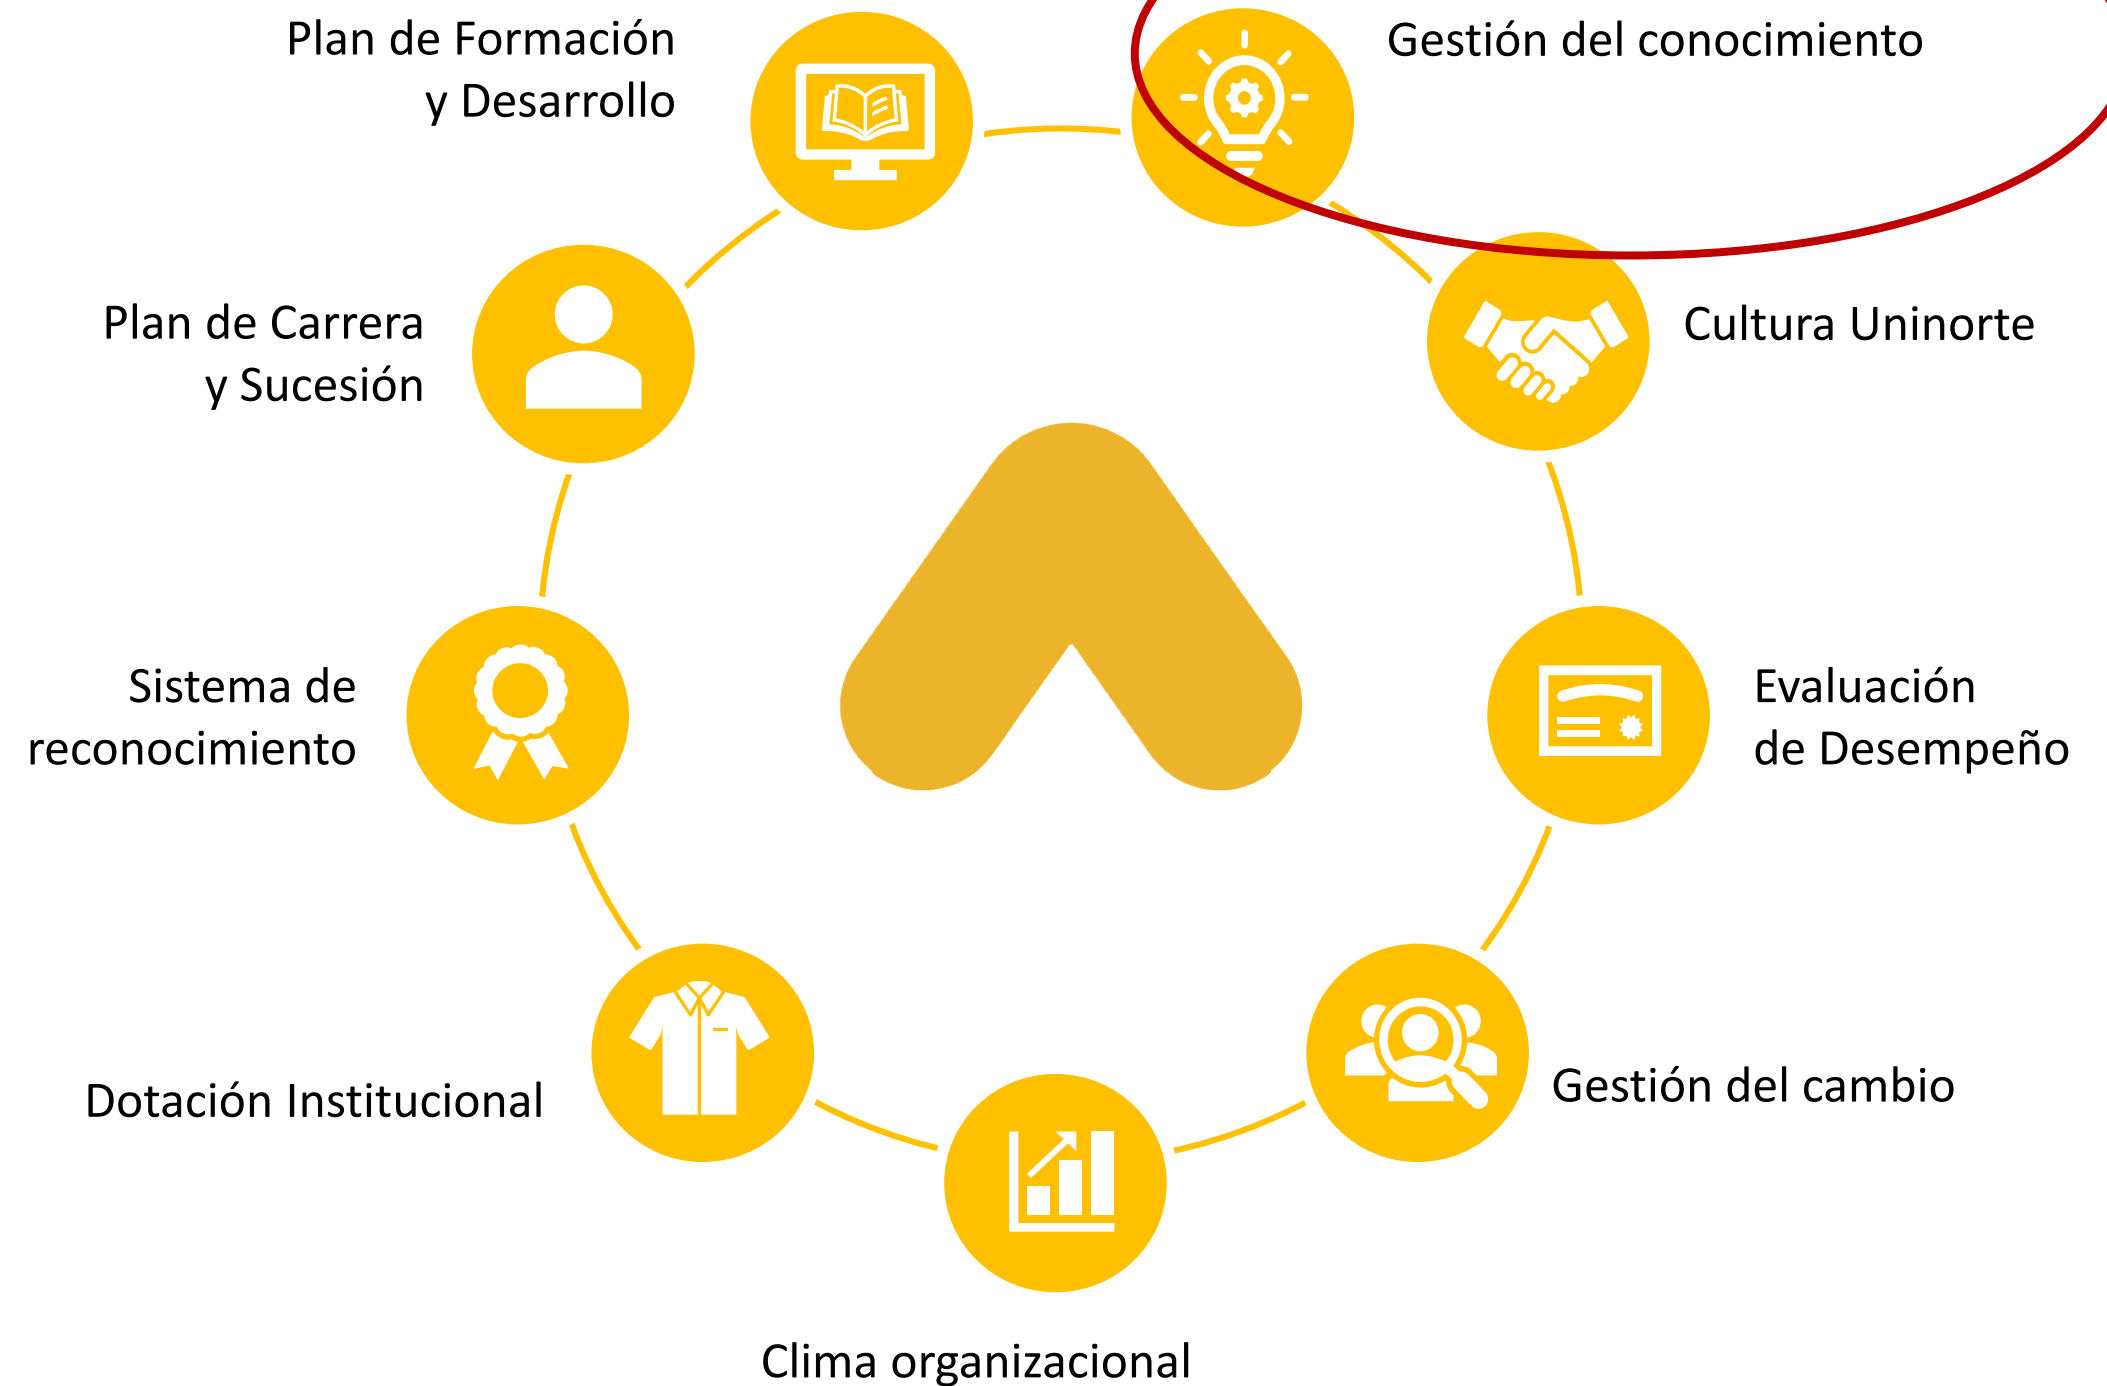 Plan de Formación
y Desarrollo
Gestión del conocimiento
Plan de Carrera
y Sucesión
Cultura Uninorte
Sistema de
reconocimiento
Evaluación
de Desempeño
Dotación Institucional
Gestión del cambio
Clima organizacional